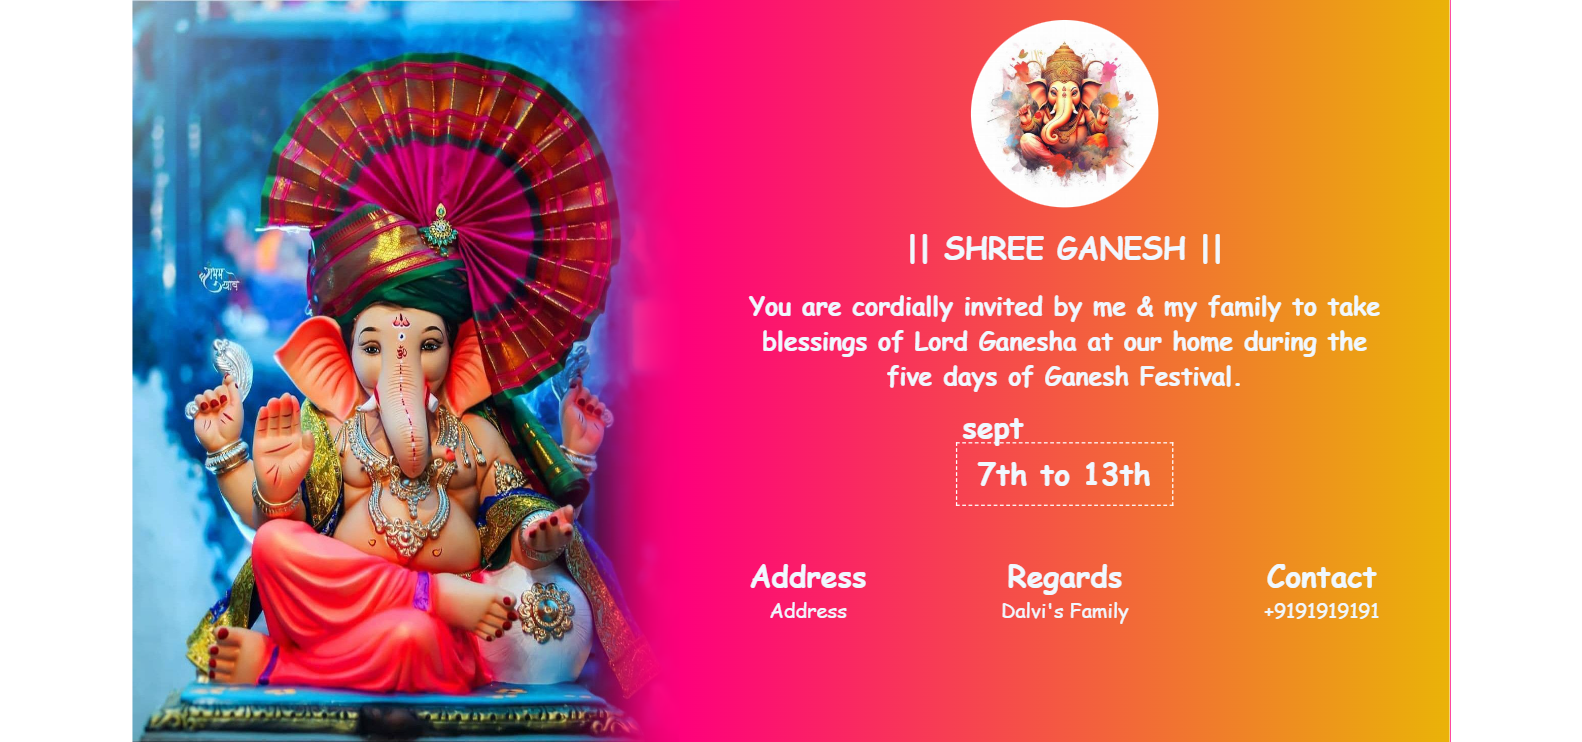 || SHREE GANESH ||
You are cordially invited by me & my family to take
blessings of Lord Ganesha at our home during the
five days of Ganesh Festival.
sept
7th to 13th
Address
Address
Regards
Dalvi's Family
Contact
+9191919191